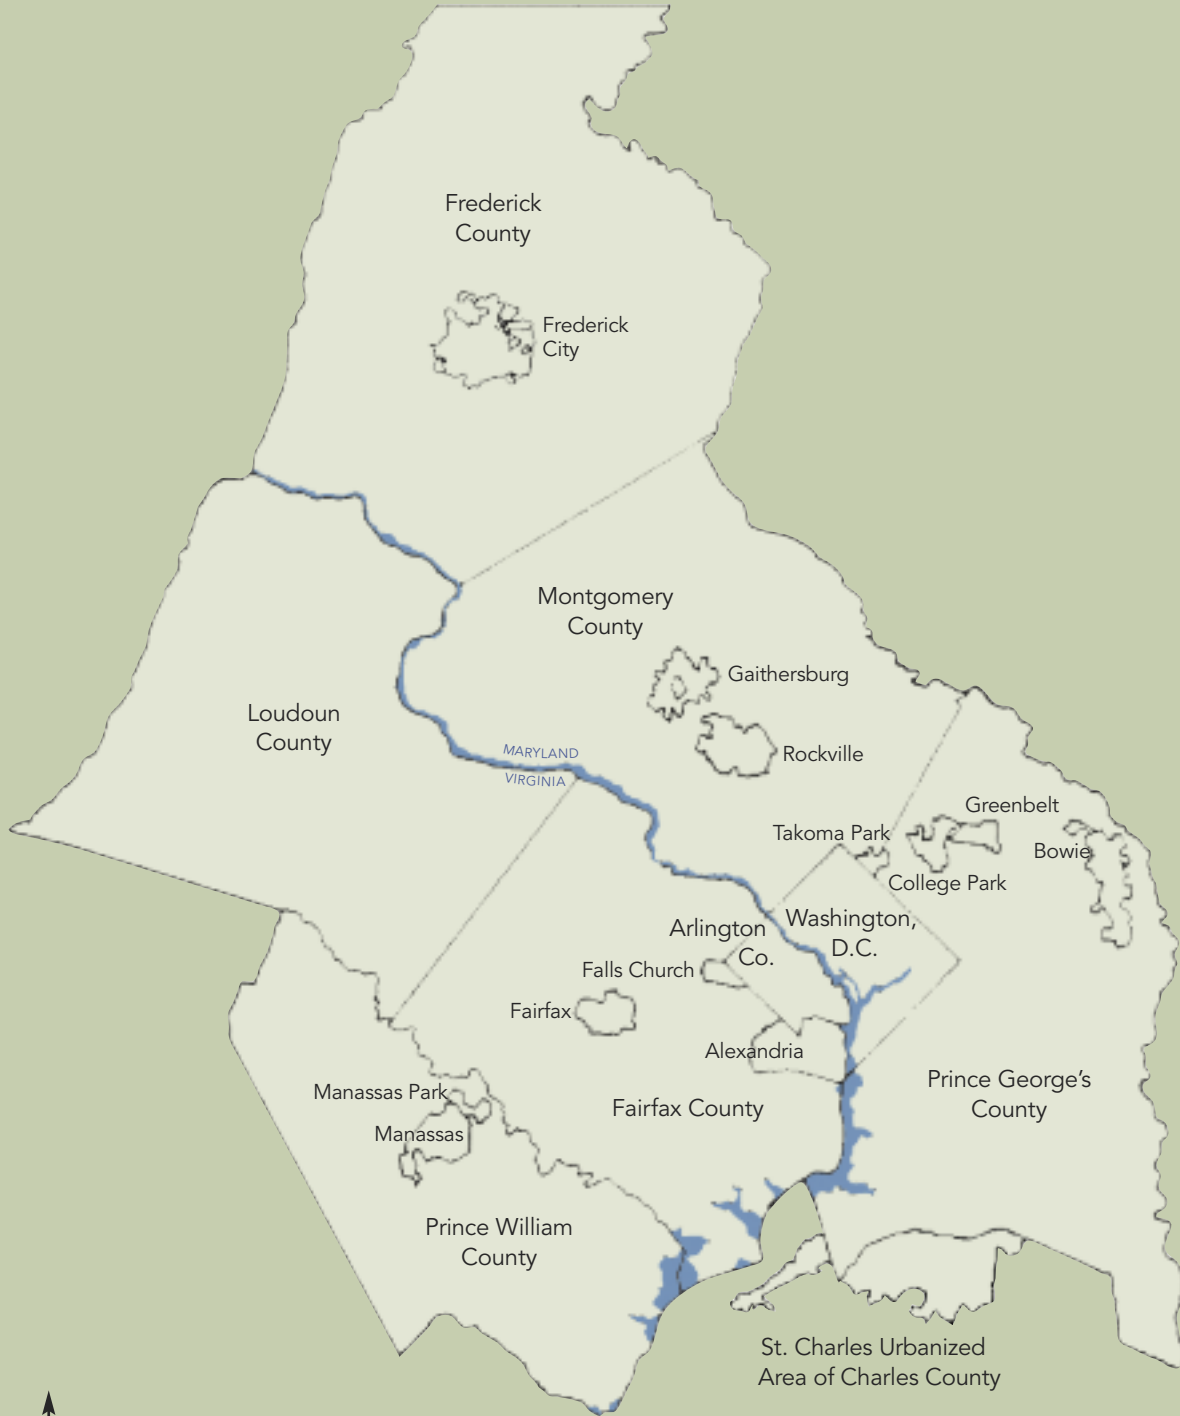 Frederick
County
Frederick
City
Montgomery
County
Gaithersburg
Loudoun
County
Rockville
MARYLAND
VIRGINIA
Greenbelt
Takoma Park
Bowie
College Park
Washington,
D.C.
Arlington
Co.
Falls Church
Fairfax
Alexandria
Prince George's
County
Manassas Park
Fairfax County
Manassas
Prince William
County
St. Charles Urbanized
Area of Charles County